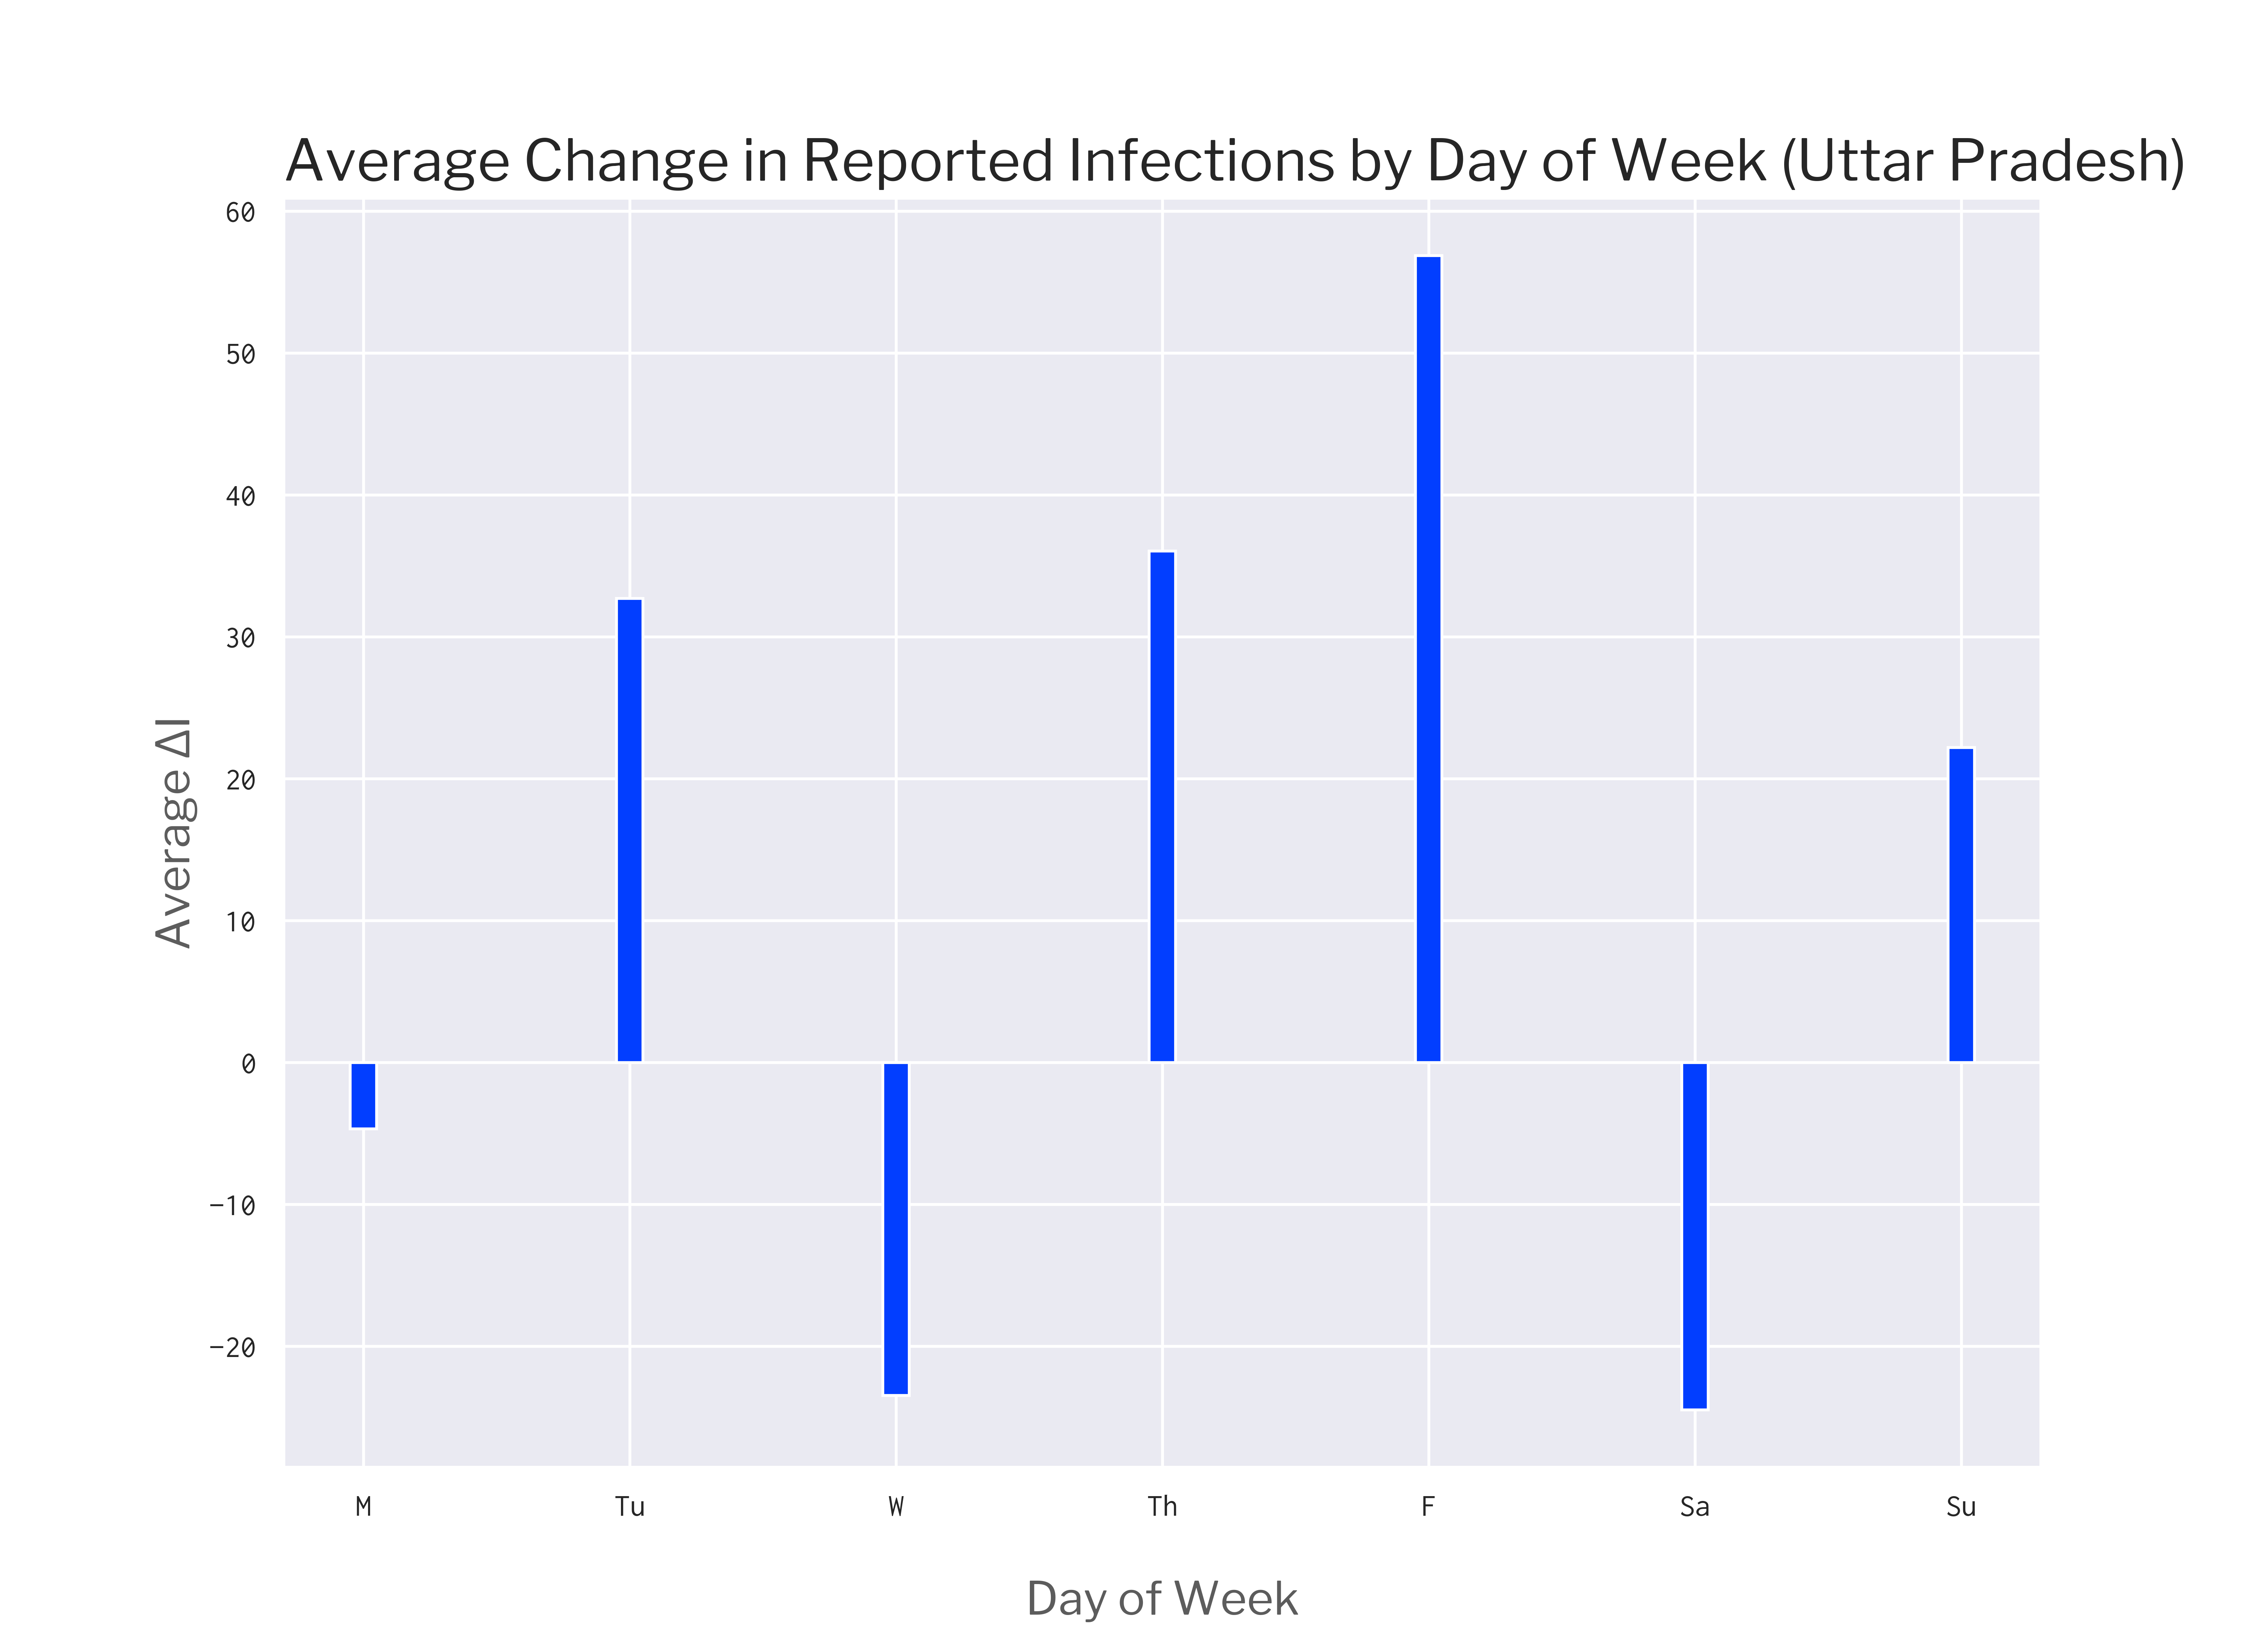 Average Change in Reported Infections by Day of Week (Uttar Pradesh)
60
50
40
30
20
10
0
−10
−20
Average ΔI
M Tu W Th F Sa Su
Day of Week